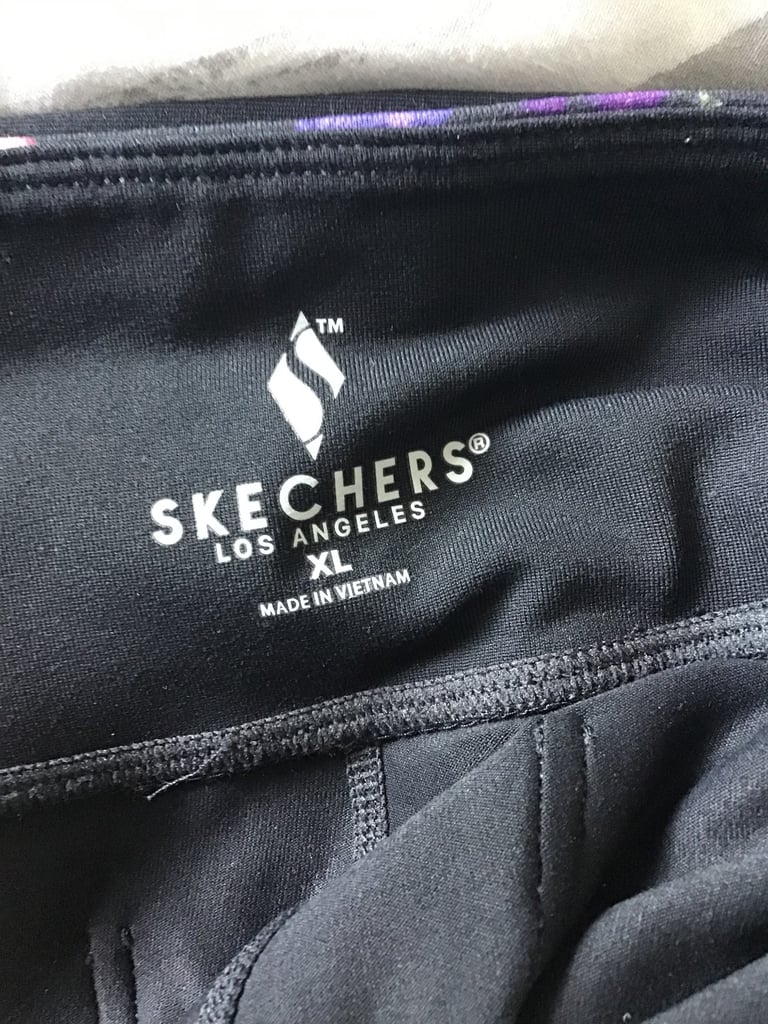 TM
SKECHERS®
LOS ANGELES
XL
MADE IN VIETNAM